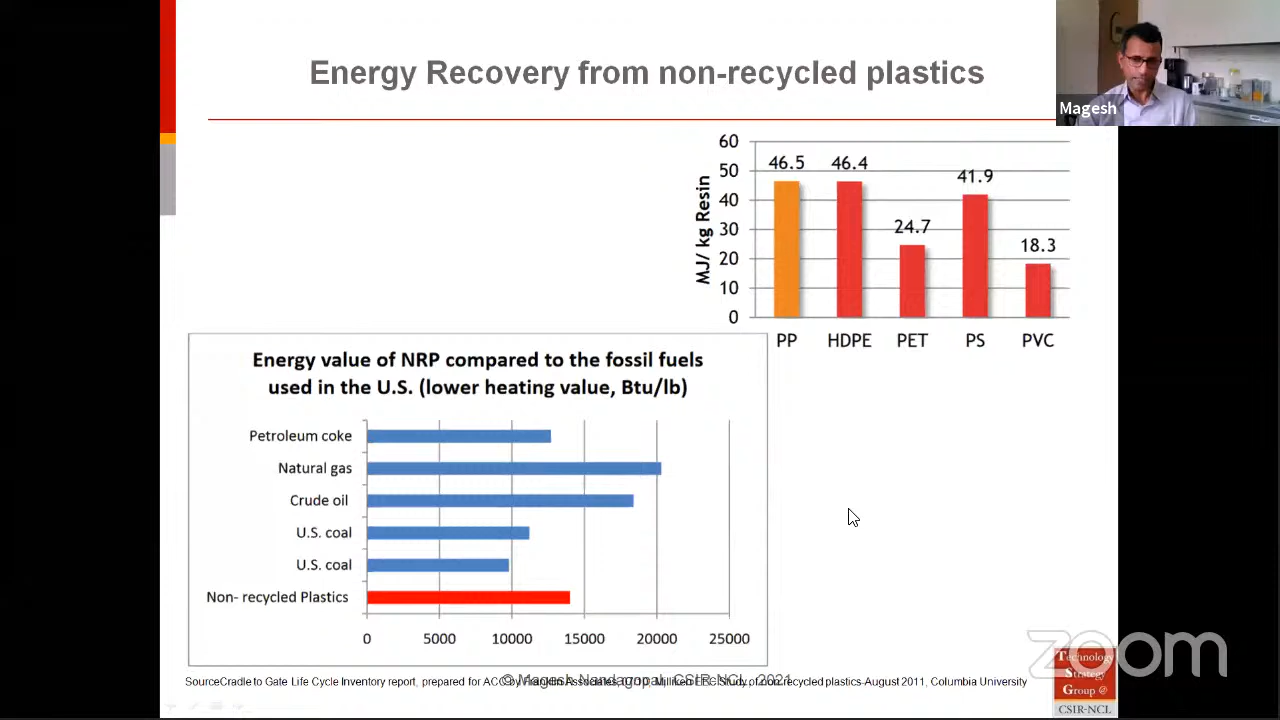 Energy Recovery from non-recycled plastics
Magesh
MJ/ kg Resin
60
50
40
30
20
10
0
46.5
46.4
24.7
41.9
18.3
PP HDPE PET PS PVC
Energy value of NRP compared to the fossil fuels
used in the U.S. (lower heating value, Btu/lb)
Petroleum coke
Natural gas
Crude oil
U.S. coal
U.S. coal
Non- recycled Plastics
0 5000 10000 15000 20000 25000
zoom
Technology
Strategy
Group @
CSIR-NCL
SourceCradle to Gate Life Cycle Inventory report, prepared for ACC by Study of non recycled plastics-August 2011, Columbia University
© Magesh Nandagopal, CSIR-NCL, 2021